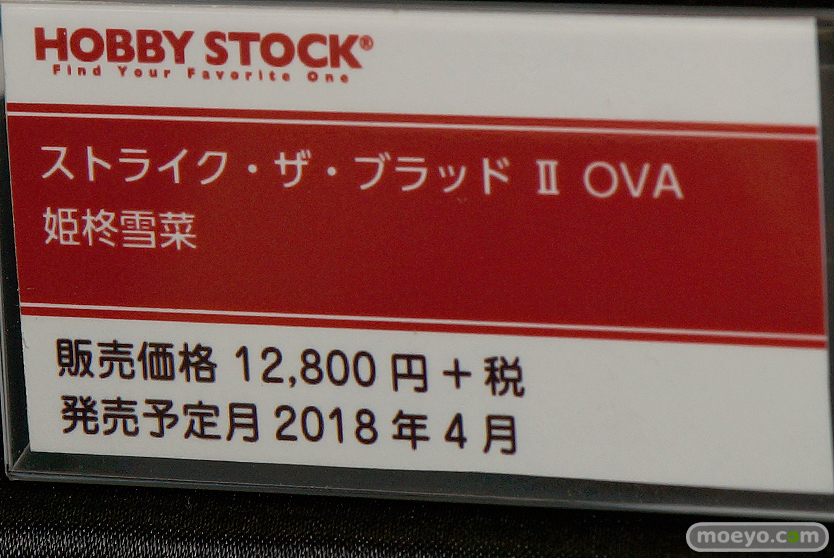 HOBBY STOCK®
Find Your Favorite One
ストライク・ザ・ブラッド Ⅱ OVA
姫柊雪菜
販売価格 12,800 円 + 税
発売予定月 2018 年 4 月
moeyo.com